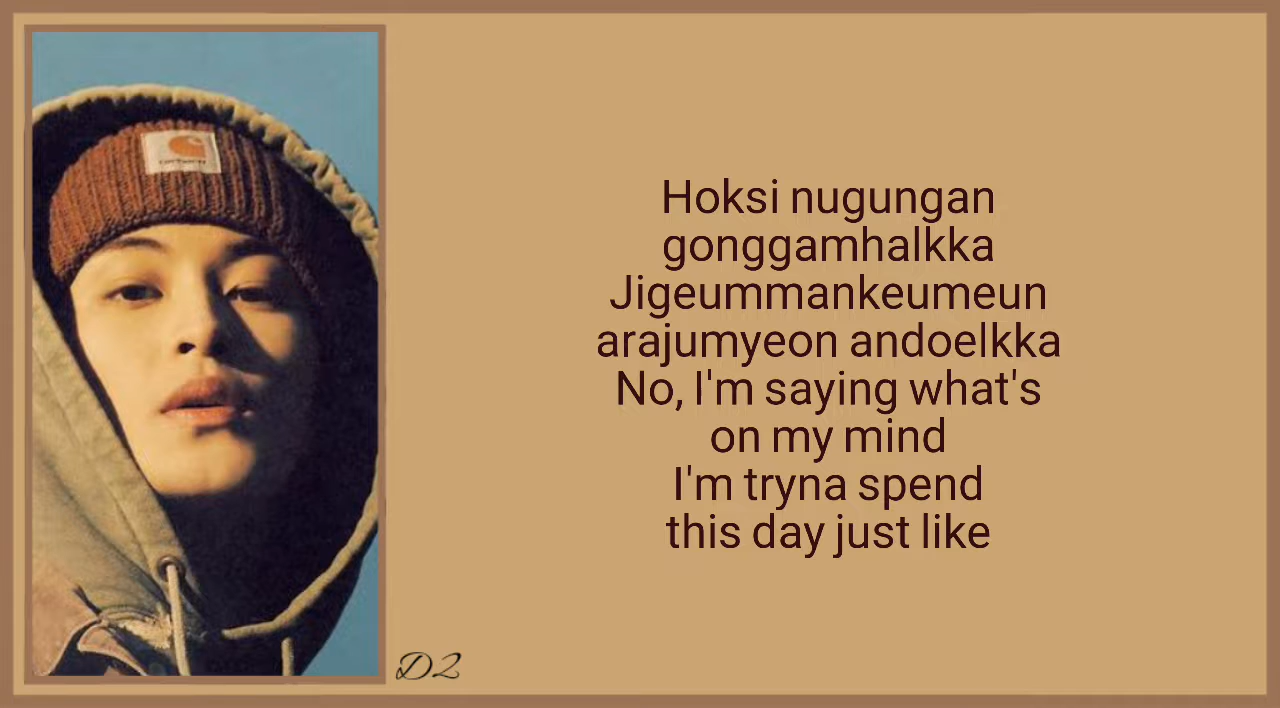 carhartt
Hoksi nugungan
gonggamhalkka
Jigeummankeumeun
arajumyeon andoelkka
No, I'm saying what's
on my mind
I'm tryna spend
this day just like
D2